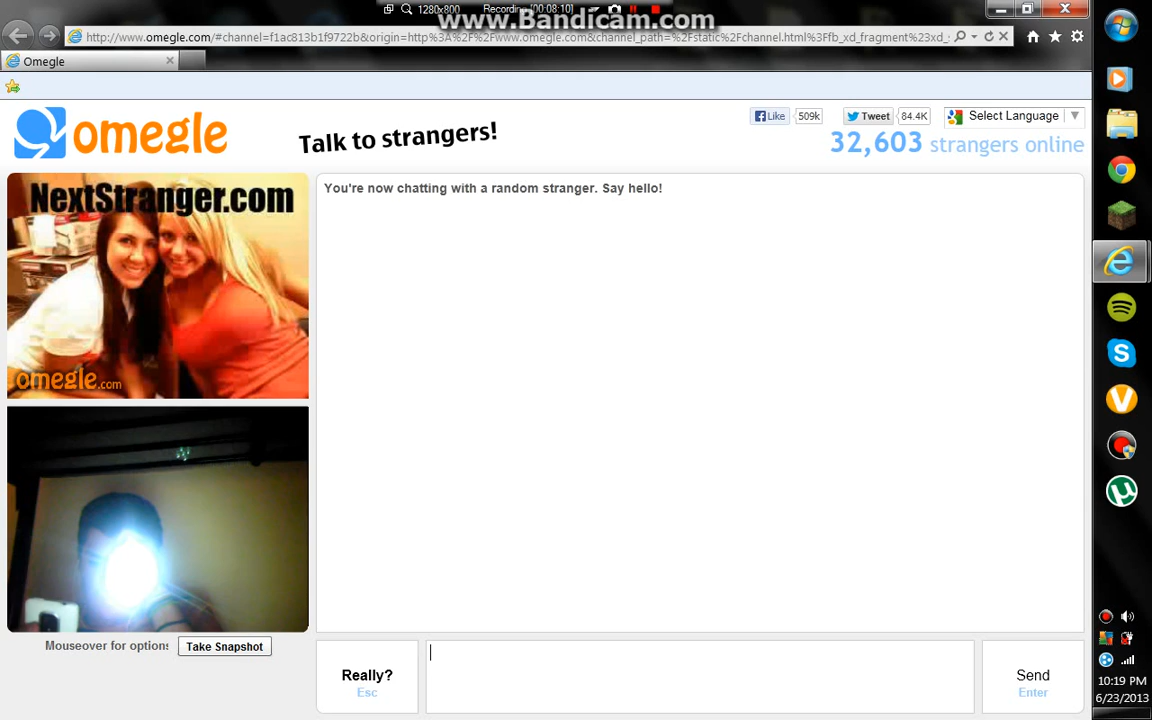 1280x800 Recording [00:08:10]
www.Bandicam.com
http://www.omegle.com/#channel=f1ac813b1f9722b&origin=http%3A%2F%2Fwww.omegle.com&channel_path=%2Fstatic%2Fchannel.html%3Ffb_xd_fragment%23xd_
Omegle
omegle
Talk to strangers!
Like 509k
Tweet 84.4K
Select Language
32,603 strangers online
NextStranger.com
omegle.com
You're now chatting with a random stranger. Say hello!
Mouseover for options
Take Snapshot
Really?
Esc
Send
Enter
10:19 PM
6/23/2013